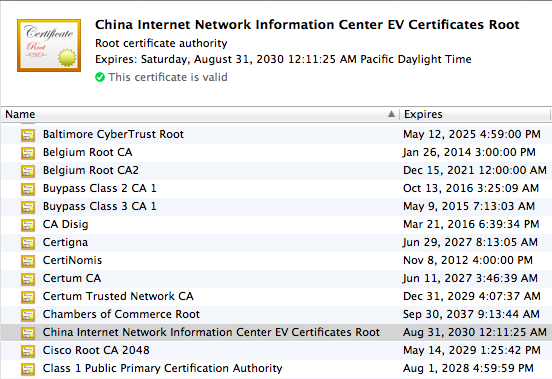 China Internet Network Information Center EV Certificates Root
Certificate
Root
Root certificate authority
Expires: Saturday, August 31, 2030 12:11:25 AM Pacific Daylight Time
This certificate is valid
Name Expires
Baltimore CyberTrust Root May 12, 2025 4:59:00 PM
Belgium Root CA Jan 26, 2014 3:00:00 PM
Belgium Root CA2 Dec 15, 2021 12:00:00 AM
Buypass Class 2 CA 1 Oct 13, 2016 3:25:09 AM
Buypass Class 3 CA 1 May 9, 2015 7:13:03 AM
CA Disig Mar 21, 2016 6:39:34 PM
Certigna Jun 29, 2027 8:13:05 AM
CertiNomis Nov 8, 2012 4:00:00 PM
Certum CA Jun 11, 2027 3:46:39 AM
Certum Trusted Network CA Dec 31, 2029 4:07:37 AM
Chambers of Commerce Root Sep 30, 2037 9:13:44 AM
China Internet Network Information Center EV Certificates Root Aug 31, 2030 12:11:25 AM
Cisco Root CA 2048 May 14, 2029 1:25:42 PM
Class 1 Public Primary Certification Authority Aug 1, 2028 4:59:59 PM